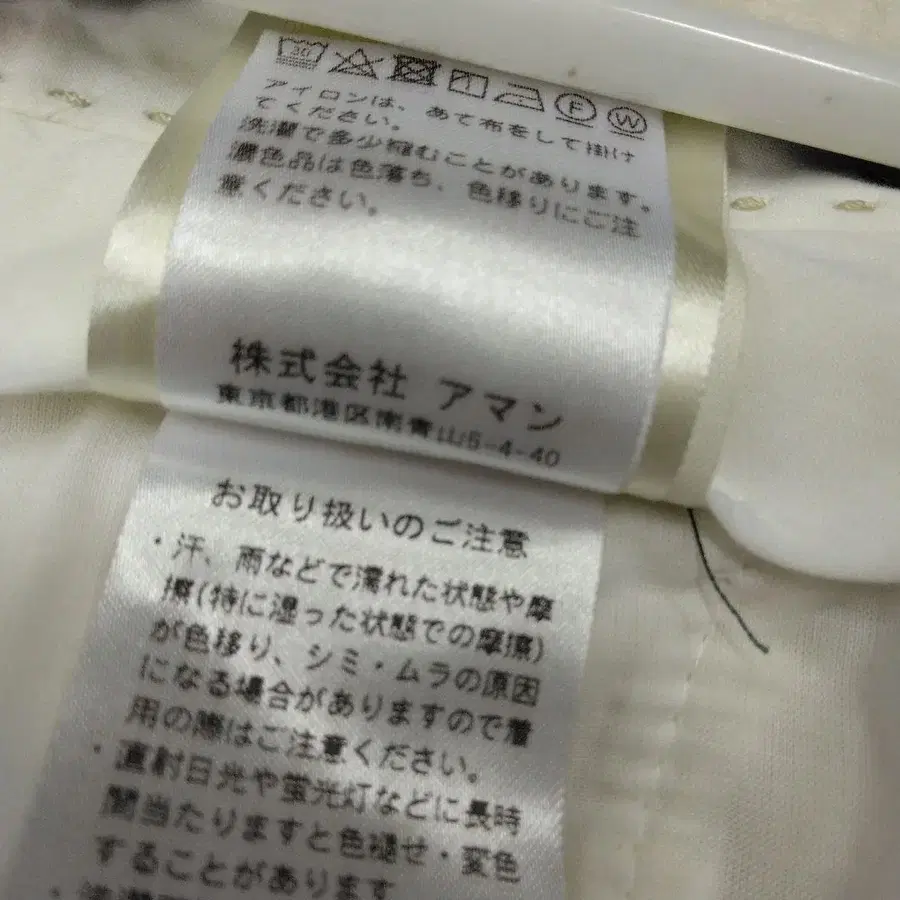 30
F W
アイロンは、あて布をして掛け
てください。
洗濯で多少縮むことがあります。
濃色品は色落ち、色移りにご注
意ください。
株式会社 アマン
東京都港区南青山5-4-40
お取り扱いのご注意
・汗、雨などで濡れた状態や摩
擦(特に湿った状態での摩擦)
が色移り、シミ・ムラの原因
になる場合がありますので着
用の際はご注意ください。
・直射日光や蛍光灯などに長時
間当たりますと色褪せ・変色
することがあります